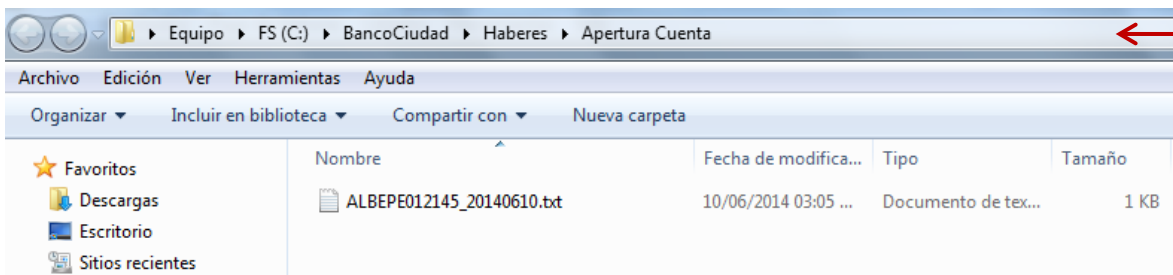 Equipo FS (C:) BancoCiudad Haberes Apertura Cuenta
Archivo Edición Ver Herramientas Ayuda
Organizar Incluir en biblioteca Compartir con Nueva carpeta
Favoritos
Descargas
Escritorio
Sitios recientes
Nombre Fecha de modifica... Tipo Tamaño
ALBEPE012145_20140610.txt 10/06/2014 03:05 ... Documento de tex... 1 KB